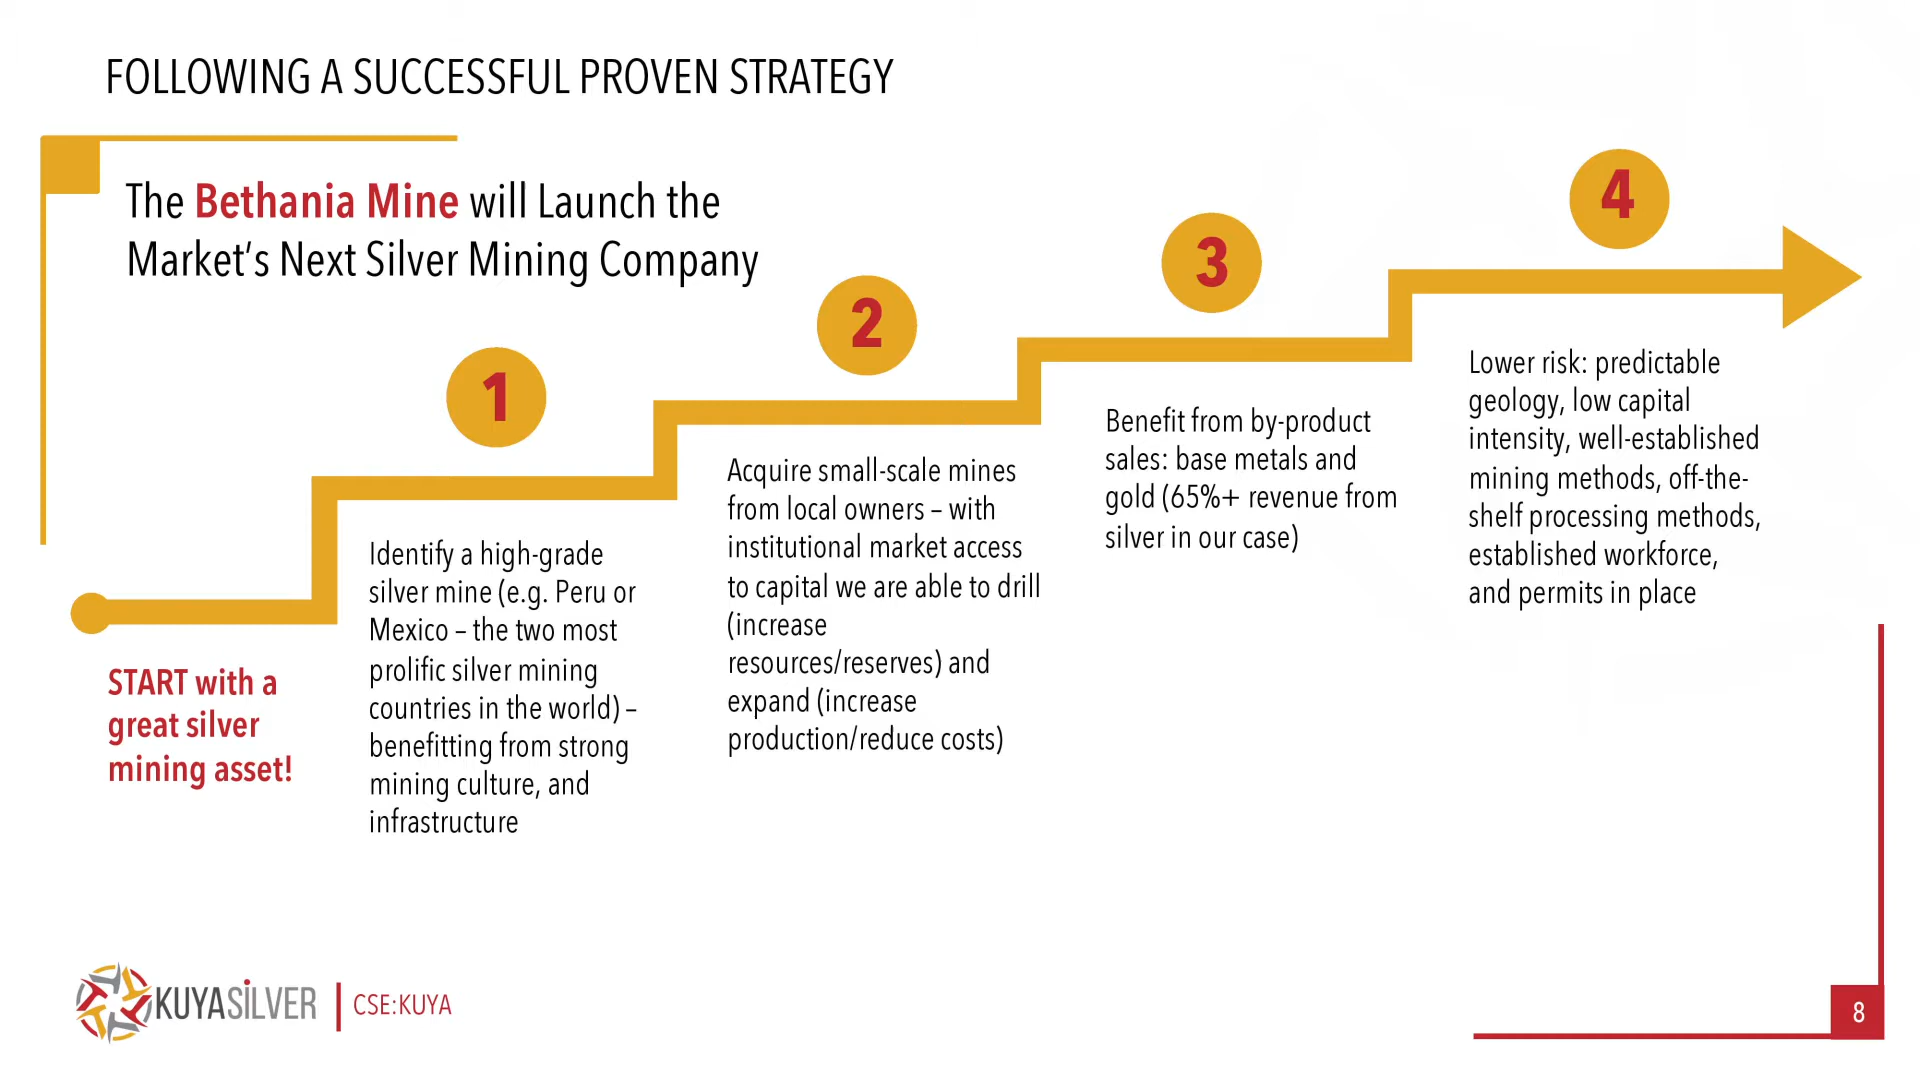 FOLLOWING A SUCCESSFUL PROVEN STRATEGY
The Bethania Mine will Launch the
Market’s Next Silver Mining Company
START with a
great silver
mining asset!
1
Identify a high-grade
silver mine (e.g. Peru or
Mexico – the two most
prolific silver mining
countries in the world) –
benefitting from strong
mining culture, and
infrastructure
2
Acquire small-scale mines
from local owners – with
institutional market access
to capital we are able to drill
(increase
resources/reserves) and
expand (increase
production/reduce costs)
3
Benefit from by-product
sales: base metals and
gold (65%+ revenue from
silver in our case)
4
Lower risk: predictable
geology, low capital
intensity, well-established
mining methods, off-the-
shelf processing methods,
established workforce,
and permits in place
KUYASILVER
CSE:KUYA
8